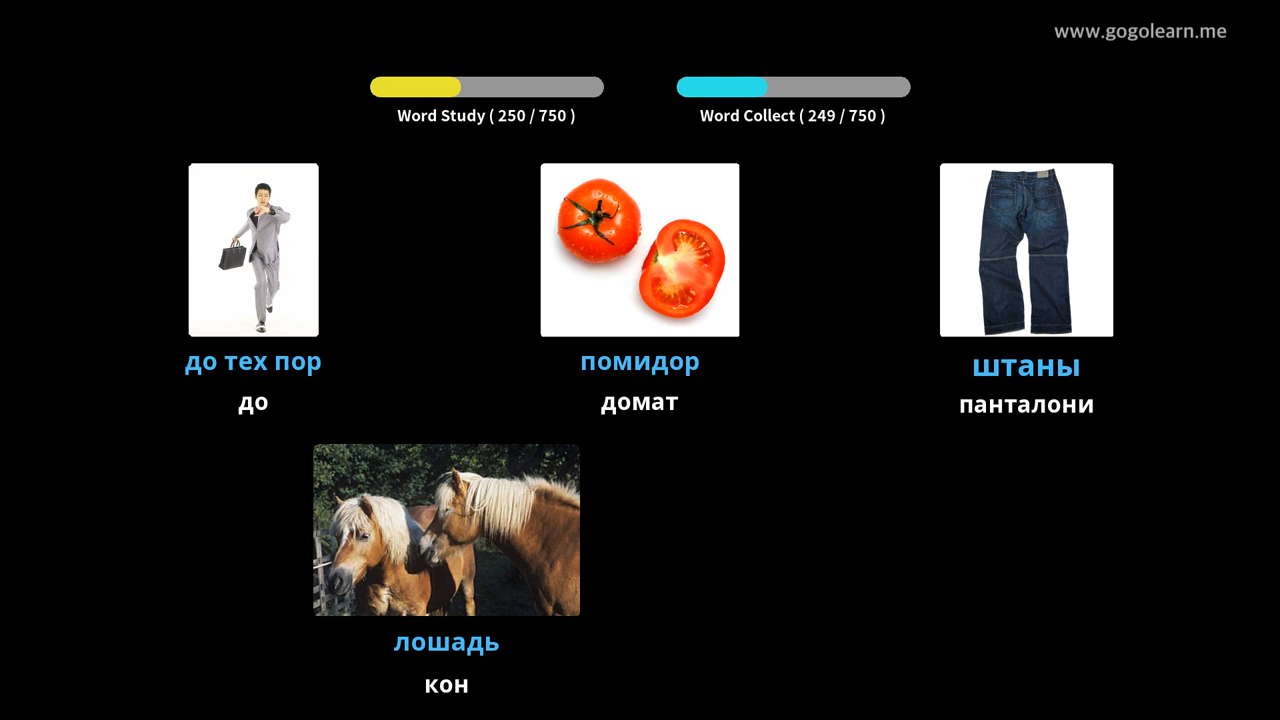 www.gogolearn.me
Word Study ( 250 / 750 )
Word Collect ( 249 / 750 )
до тех пор
до
помидор
домат
штаны
панталони
лошадь
кон